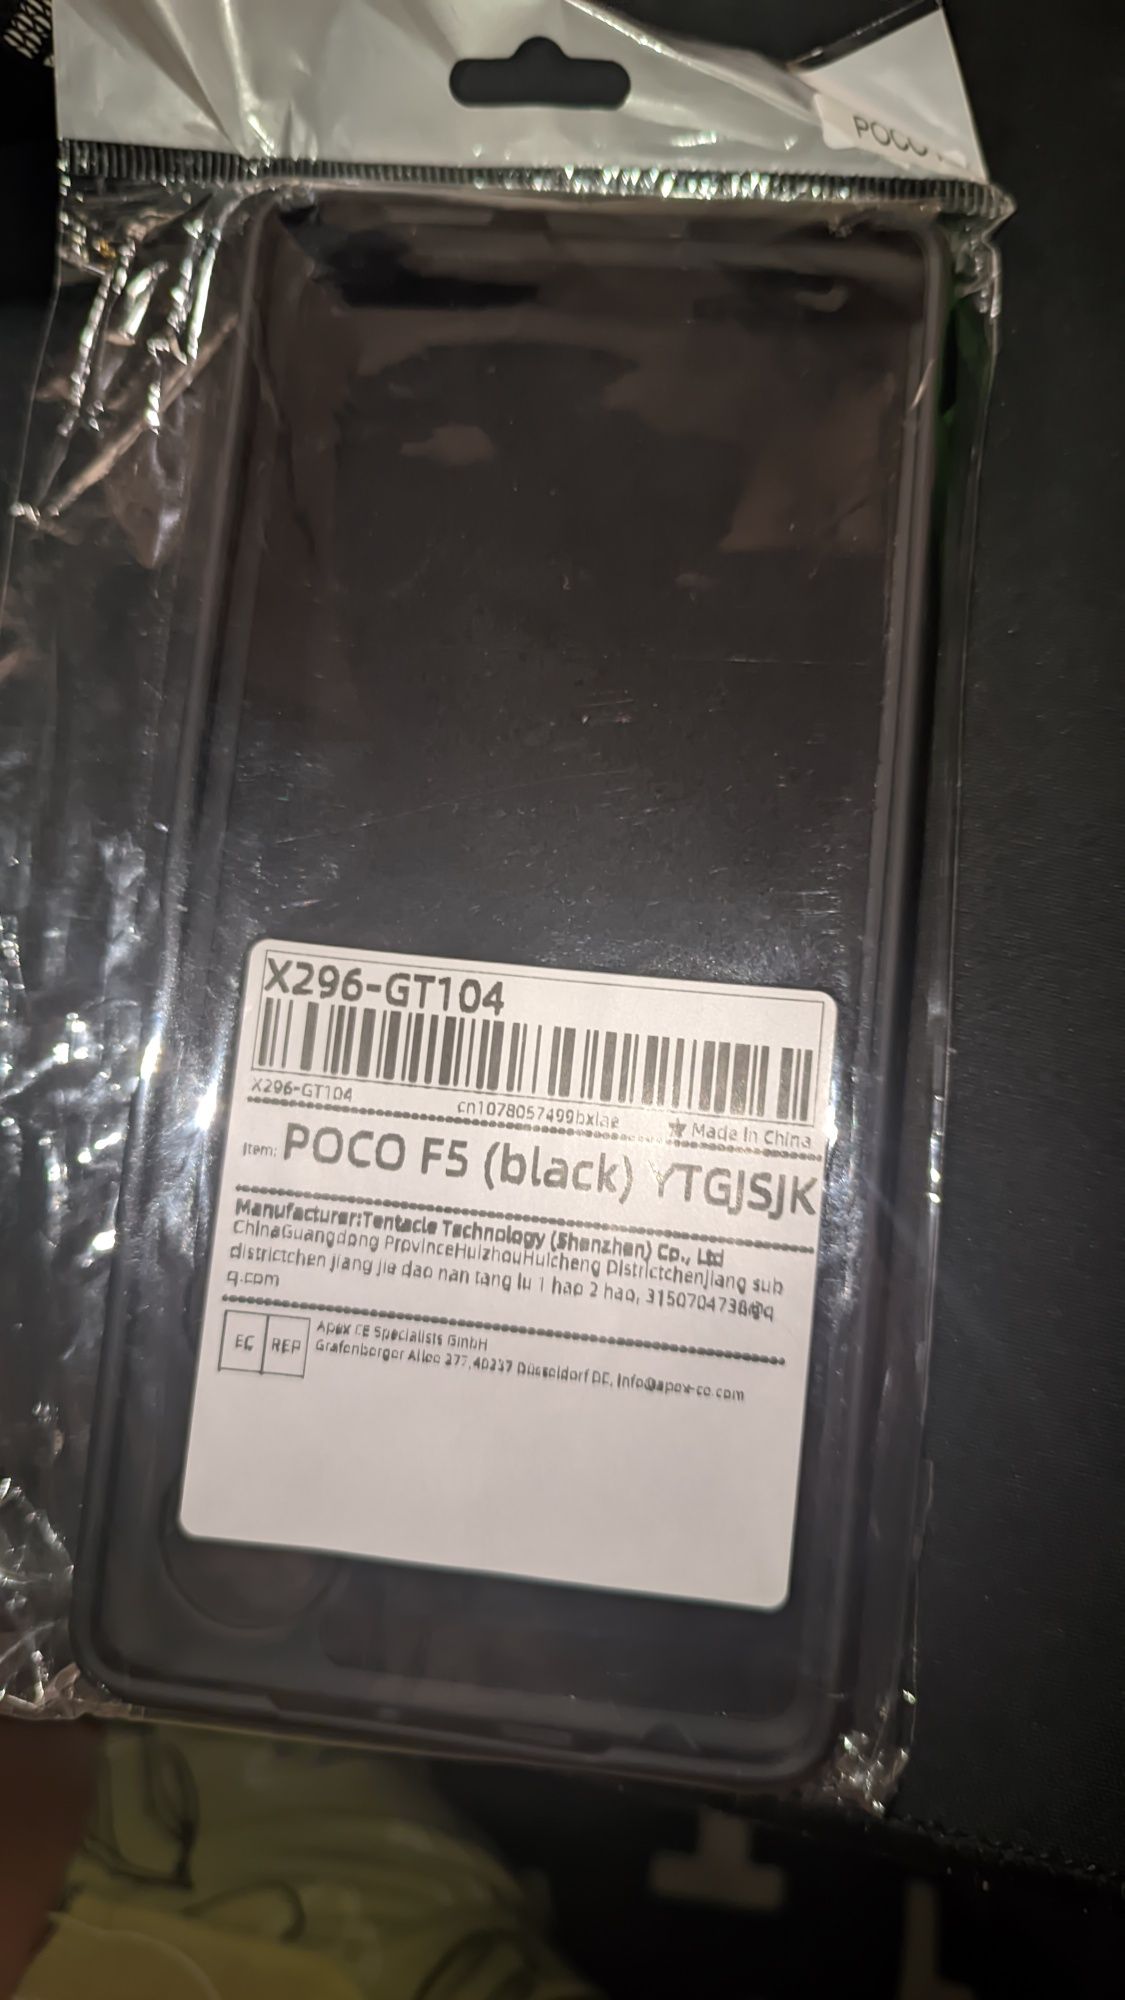 POCO
X296-GT104
X296-GT104
cn1078057499bxlae
Made In China
Item: POCO F5 (black) YTGJSJK
Manufacturer:Tentacle Technology (Shenzhen) Co., Ltd
ChinaGuangdong ProvinceHuizhouHuicheng Districtchenjiang sub
districtchen jiang jie dao nan tang lu 1 hao 2 hao, 3150704738@q
q.com
EC REP
Apex CE Specialists GmbH
Grafenberger Allee 277,40237 Düsseldorf DE, Info@apex-ce.com